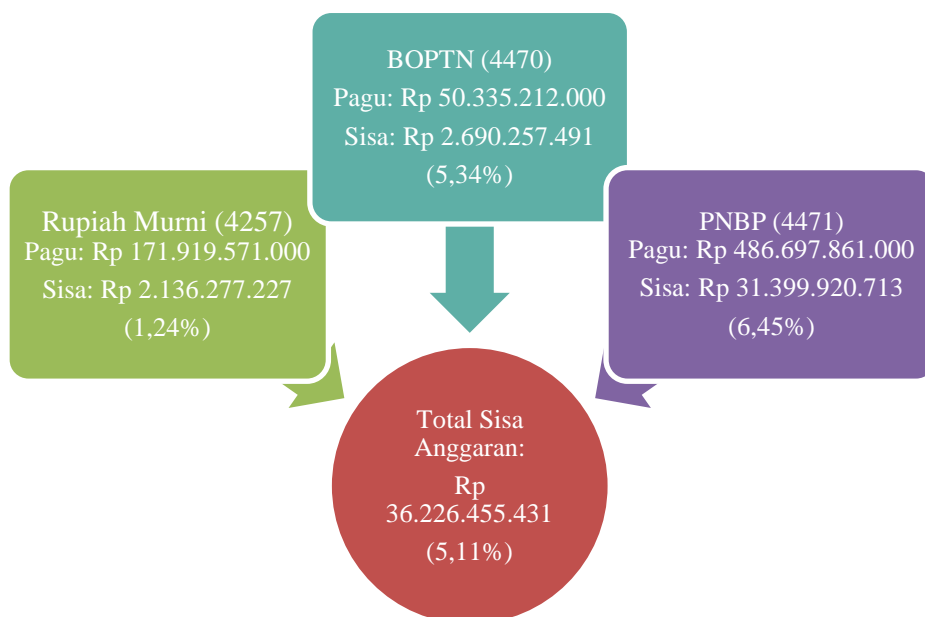 BOPTN (4470)
Pagu: Rp 50.335.212.000
Sisa: Rp 2.690.257.491
(5,34%)
Rupiah Murni (4257)
Pagu: Rp 171.919.571.000
Sisa: Rp 2.136.277.227
(1,24%)
PNBP (4471)
Pagu: Rp 486.697.861.000
Sisa: Rp 31.399.920.713
(6,45%)
Total Sisa
Anggaran:
Rp
36.226.455.431
(5,11%)